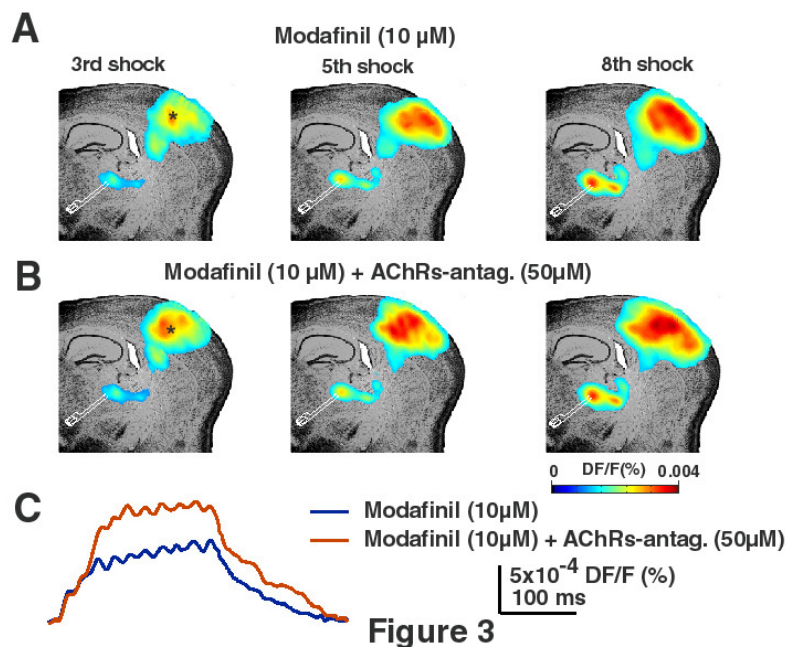 A
Modafinil (10 µM)
3rd shock
5th shock
8th shock
*
B
Modafinil (10 µM) + AChRs-antag. (50µM)
*
0 DF/F(%) 0.004
C
Modafinil (10µM)
Modafinil (10µM) + AChRs-antag. (50µM)
5x10-4 DF/F (%)
100 ms
Figure 3